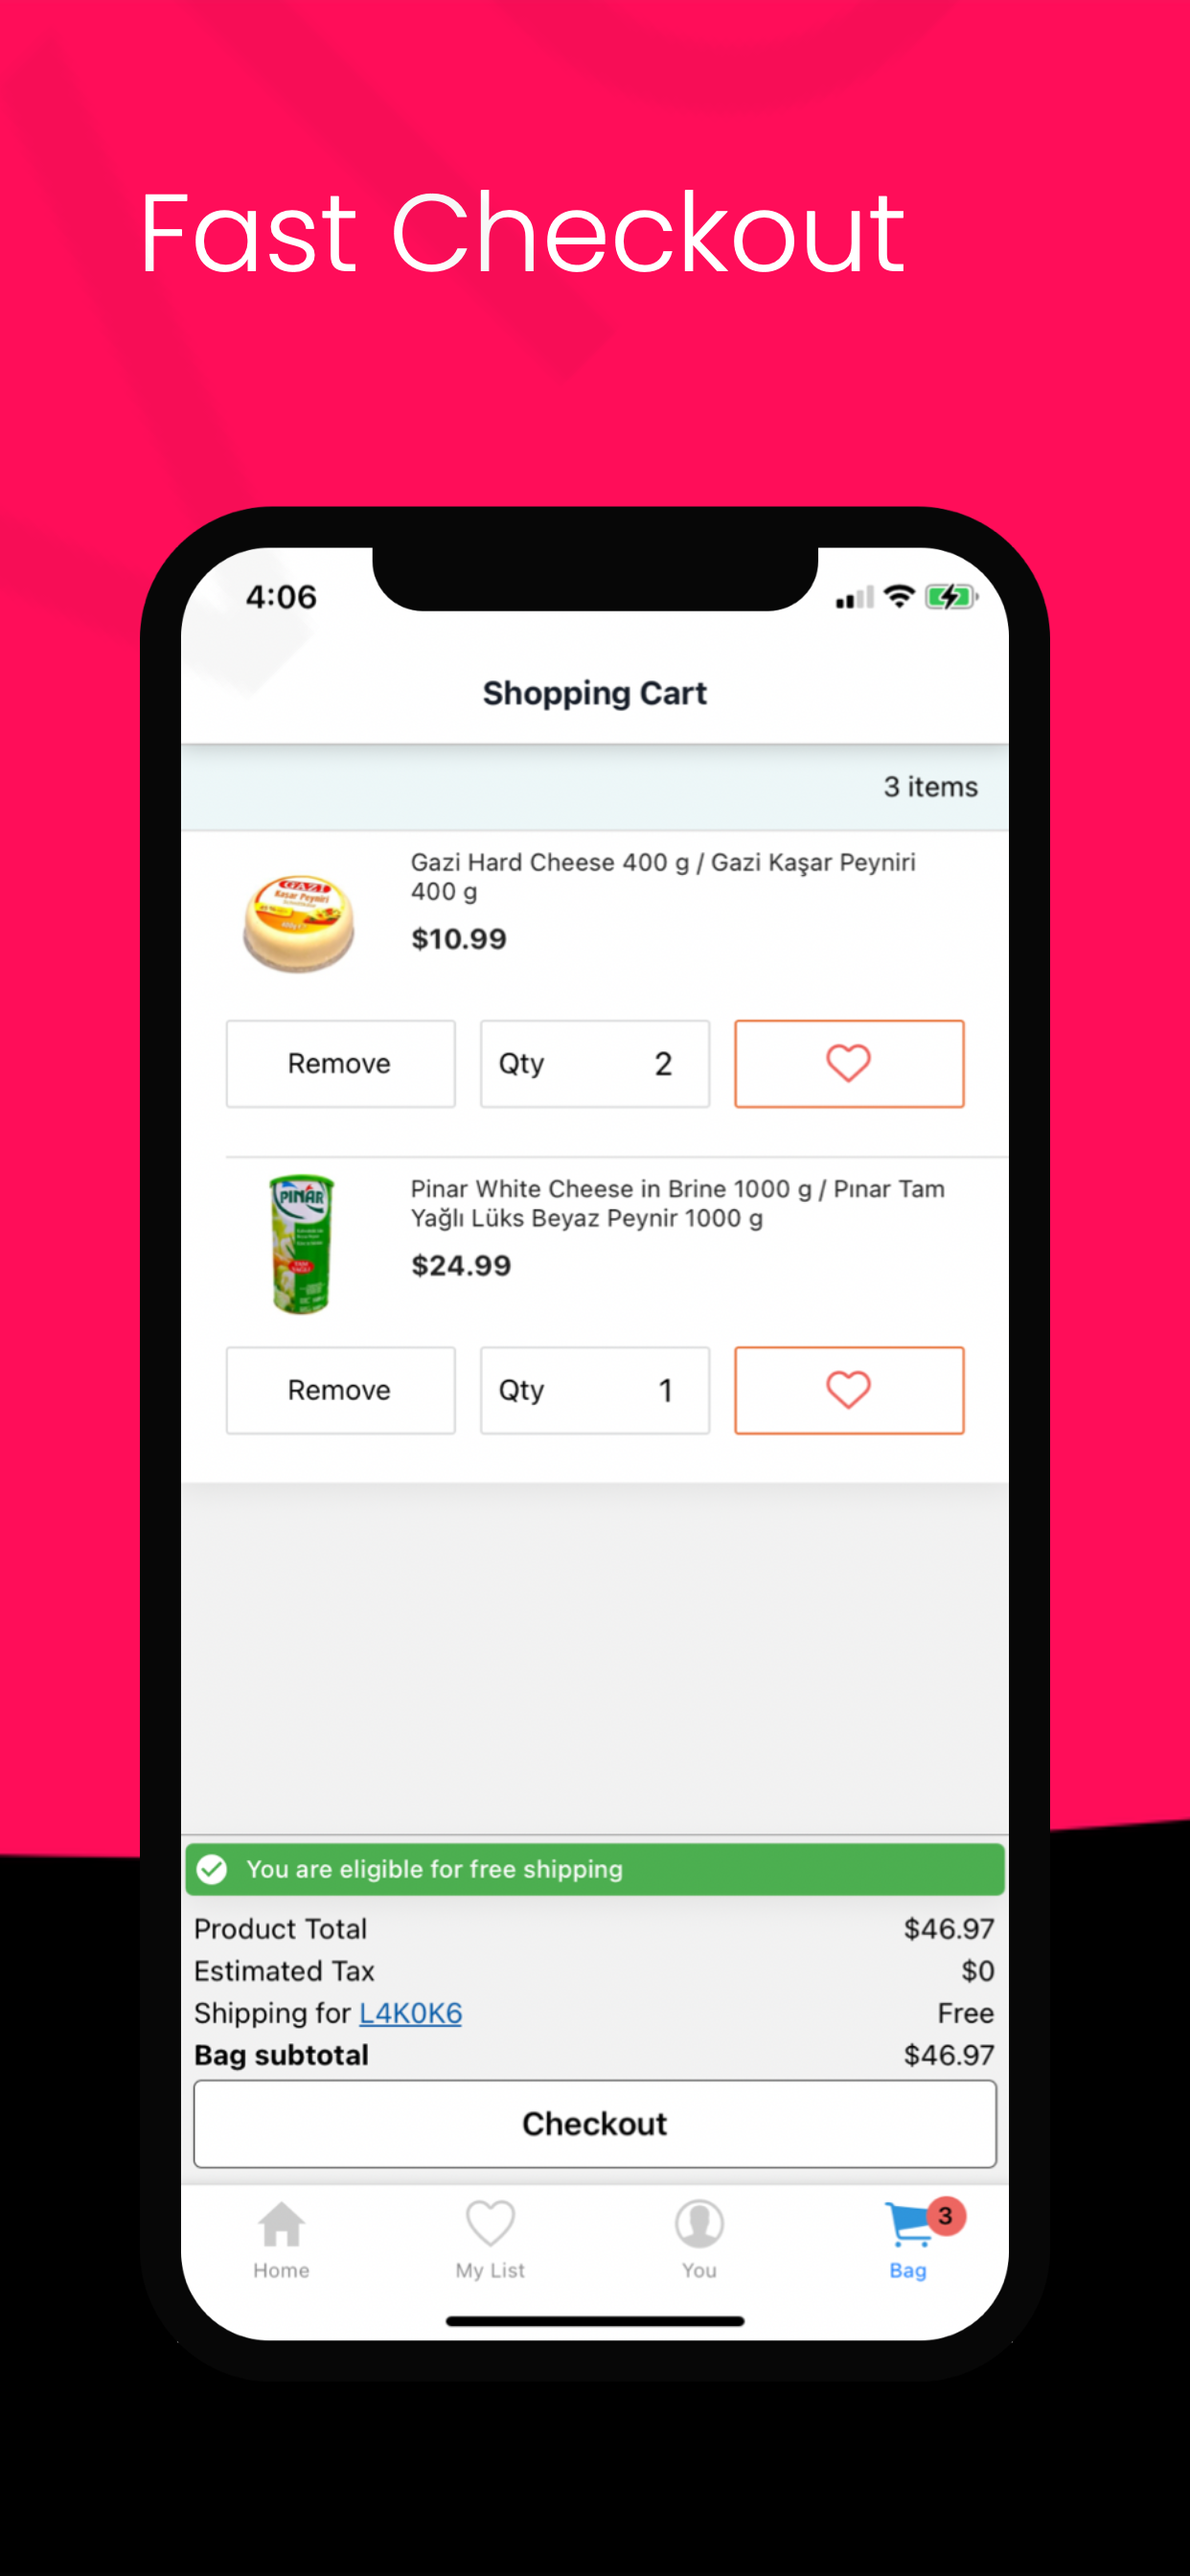 Fast Checkout
4:06
Shopping Cart
3 items
Gazi Hard Cheese 400 g / Gazi Kaşar Peyniri
400 g
$10.99
GAZİ
Kaşar Peyniri
Remove
Qty 2
Pinar White Cheese in Brine 1000 g / Pınar Tam
Yağlı Lüks Beyaz Peynir 1000 g
$24.99
PINAR
Remove
Qty 1
You are eligible for free shipping
Product Total $46.97
Estimated Tax $0
Shipping for L4K0K6 Free
Bag subtotal $46.97
Checkout
3
Home My List You Bag